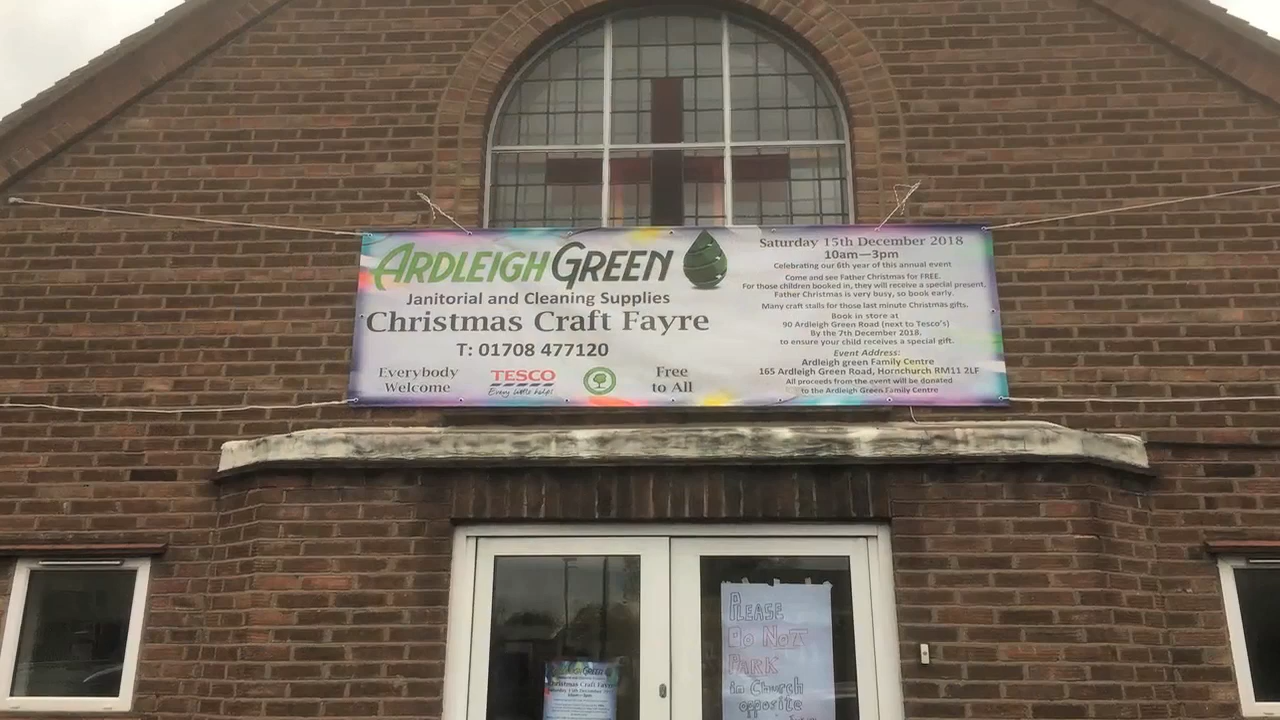 ARDLEIGH GREEN
Janitorial and Cleaning Supplies
Christmas Craft Fayre
T: 01708 477120
Everybody
Welcome
TESCO
Every little helps
Free
to All
Saturday 15th December 2018
10am—3pm
Celebrating our 6th year of this annual event
Come and see Father Christmas for FREE.
For those children booked in, they will receive a special present,
Father Christmas is very busy, so book early.
Many craft stalls for those last minute Christmas gifts.
Book in store at
90 Ardleigh Green Road (next to Tesco's)
By the 7th December 2018.
to ensure your child receives a special gift.
Event Address:
Ardleigh green Family Centre
165 Ardleigh Green Road, Hornchurch RM11 2LF
All proceeds from the event will be donated
to the Ardleigh Green Family Centre
PLEASE
DO NOT
PARK
in Church
opposite
ARDLEIGH GREEN
Christmas Craft Fayre